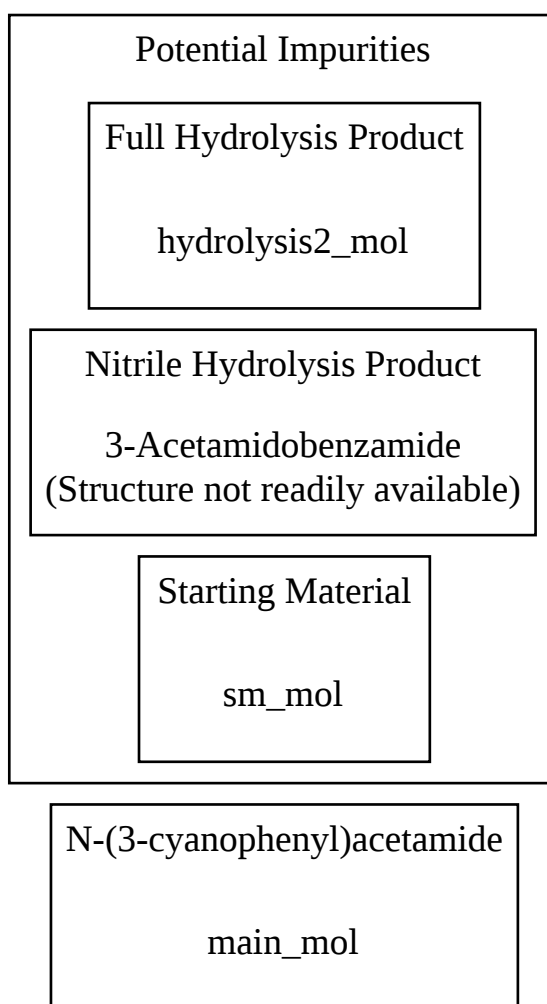 Potential Impurities
Full Hydrolysis Product
hydrolysis2_mol
Nitrile Hydrolysis Product
3-Acetamidobenzamide
(Structure not readily available)
Starting Material
sm_mol
N-(3-cyanophenyl)acetamide
main_mol